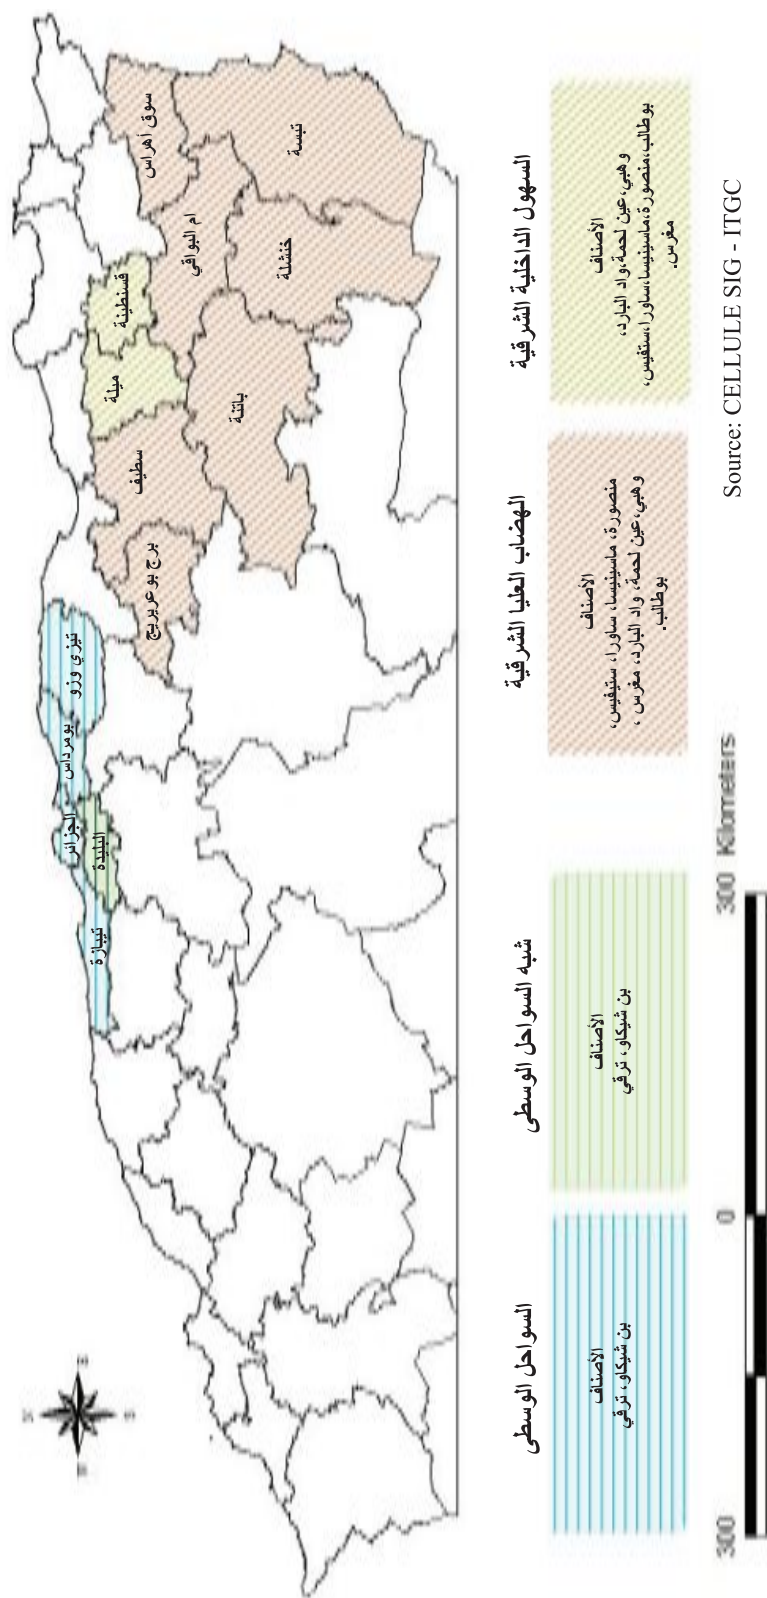 سوق أهراس
تبسة
ام البواقي
خنشلة
قسنطينة
ميلة
باتنة
سطيف
برج بوعريريج
تيزي وزو
بومرداس
الجزائر
البليدة
تيبازة
السهول الداخلية الشرقية
الأصناف
وهبي،عين لحمة،واد البارد،
بوطالب،منصورة،ماسينيسا،ساورا،ستفيس،
مغرس.
الهضاب العليا الشرقية
الأصناف
منصورة، ماسينيسا، ساورا، ستيفيس،
وهبي،عين لحمة، واد البارد، مغرس ،
بوطالب.
شبه السواحل الوسطى
الأصناف
بن شيكاو، ترقي
السواحل الوسطى
الأصناف
بن شيكاو، ترقي
300 0 300 Kilometers
Source: CELLULE SIG - ITGC